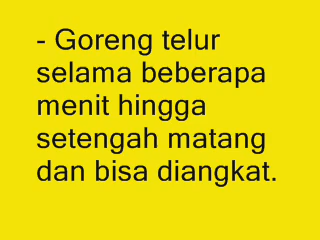 - Goreng telur
selama beberapa
menit hingga
setengah matang
dan bisa diangkat.